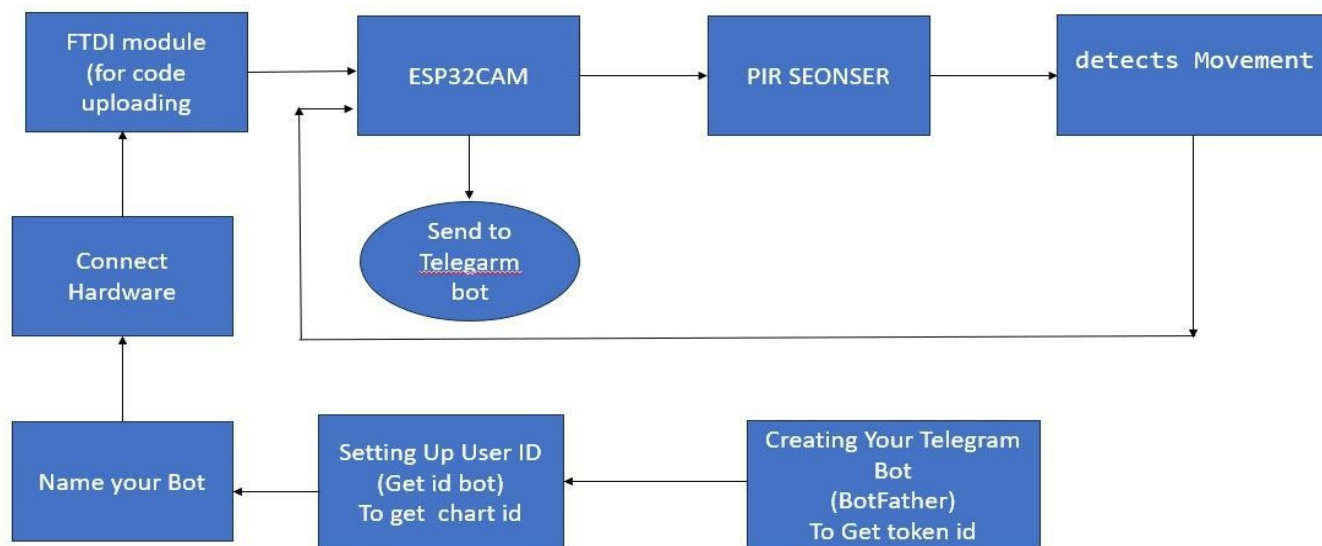 FTDI module
(for code
uploading
ESP32CAM
PIR SEONSER
detects Movement
Connect
Hardware
Send to
Telegarm
bot
Name your Bot
Setting Up User ID
(Get id bot)
To get chart id
Creating Your Telegram
Bot
(BotFather)
To Get token id